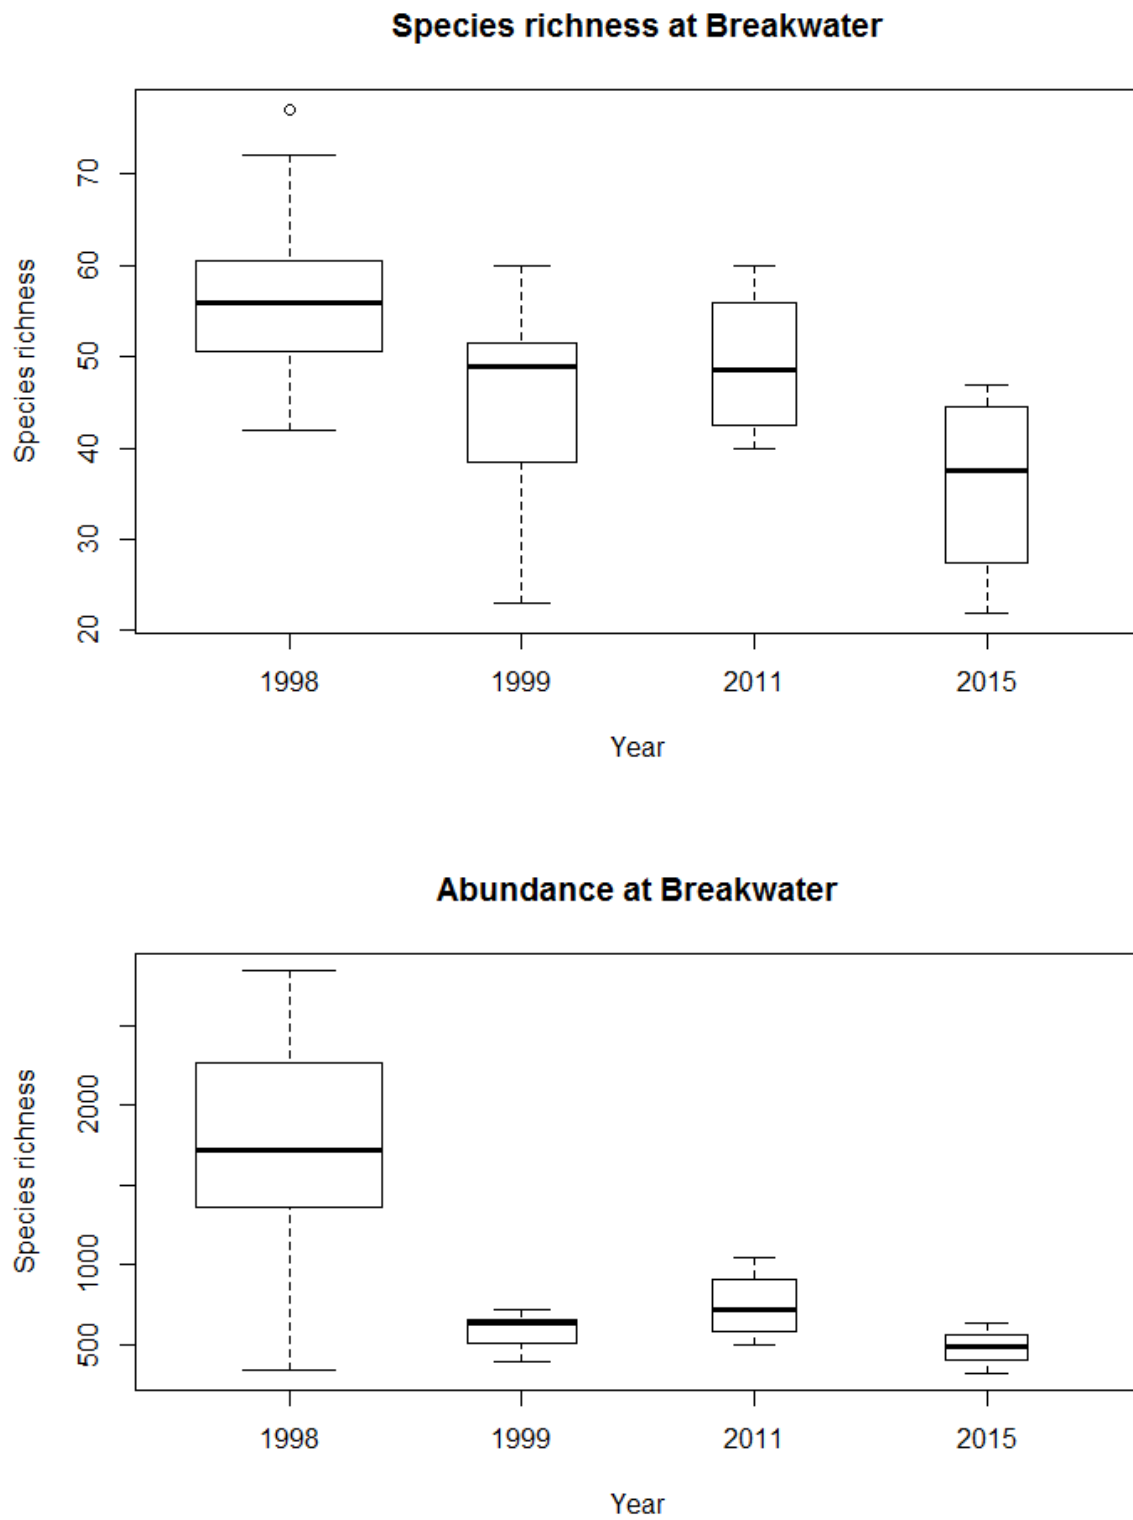 Species richness at Breakwater
Species richness
70
60
50
40
30
20
1998 1999 2011 2015
Year
Abundance at Breakwater
Species richness
2000
1000
500
1998 1999 2011 2015
Year